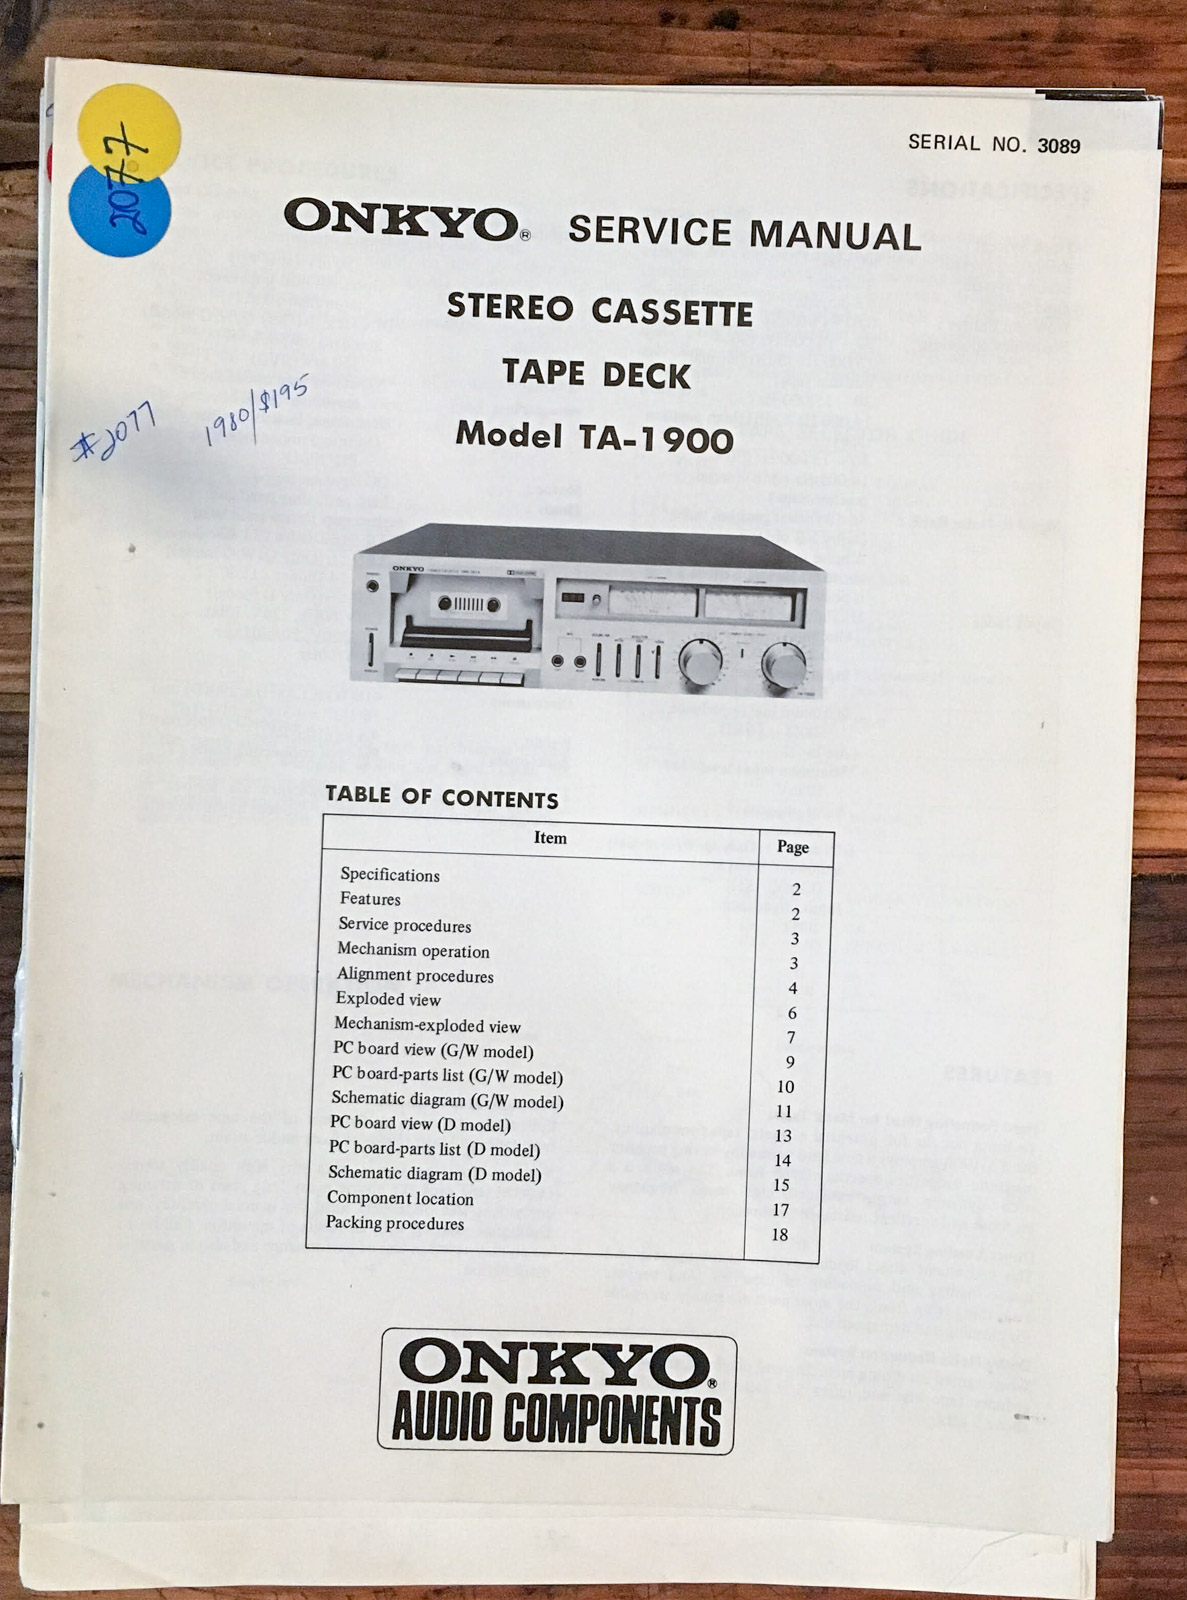 SERIAL NO. 3089
2077
ONKYO® SERVICE MANUAL
STEREO CASSETTE
TAPE DECK
Model TA-1900
#2077
1980/$195
ONKYO
TABLE OF CONTENTS
Item Page
Specifications 2
Features 2
Service procedures 3
Mechanism operation 3
Alignment procedures 4
Exploded view 6
Mechanism-exploded view 7
PC board view (G/W model) 9
PC board-parts list (G/W model) 10
Schematic diagram (G/W model) 11
PC board view (D model) 13
PC board-parts list (D model) 14
Schematic diagram (D model) 15
Component location 17
Packing procedures 18
ONKYO®
AUDIO COMPONENTS